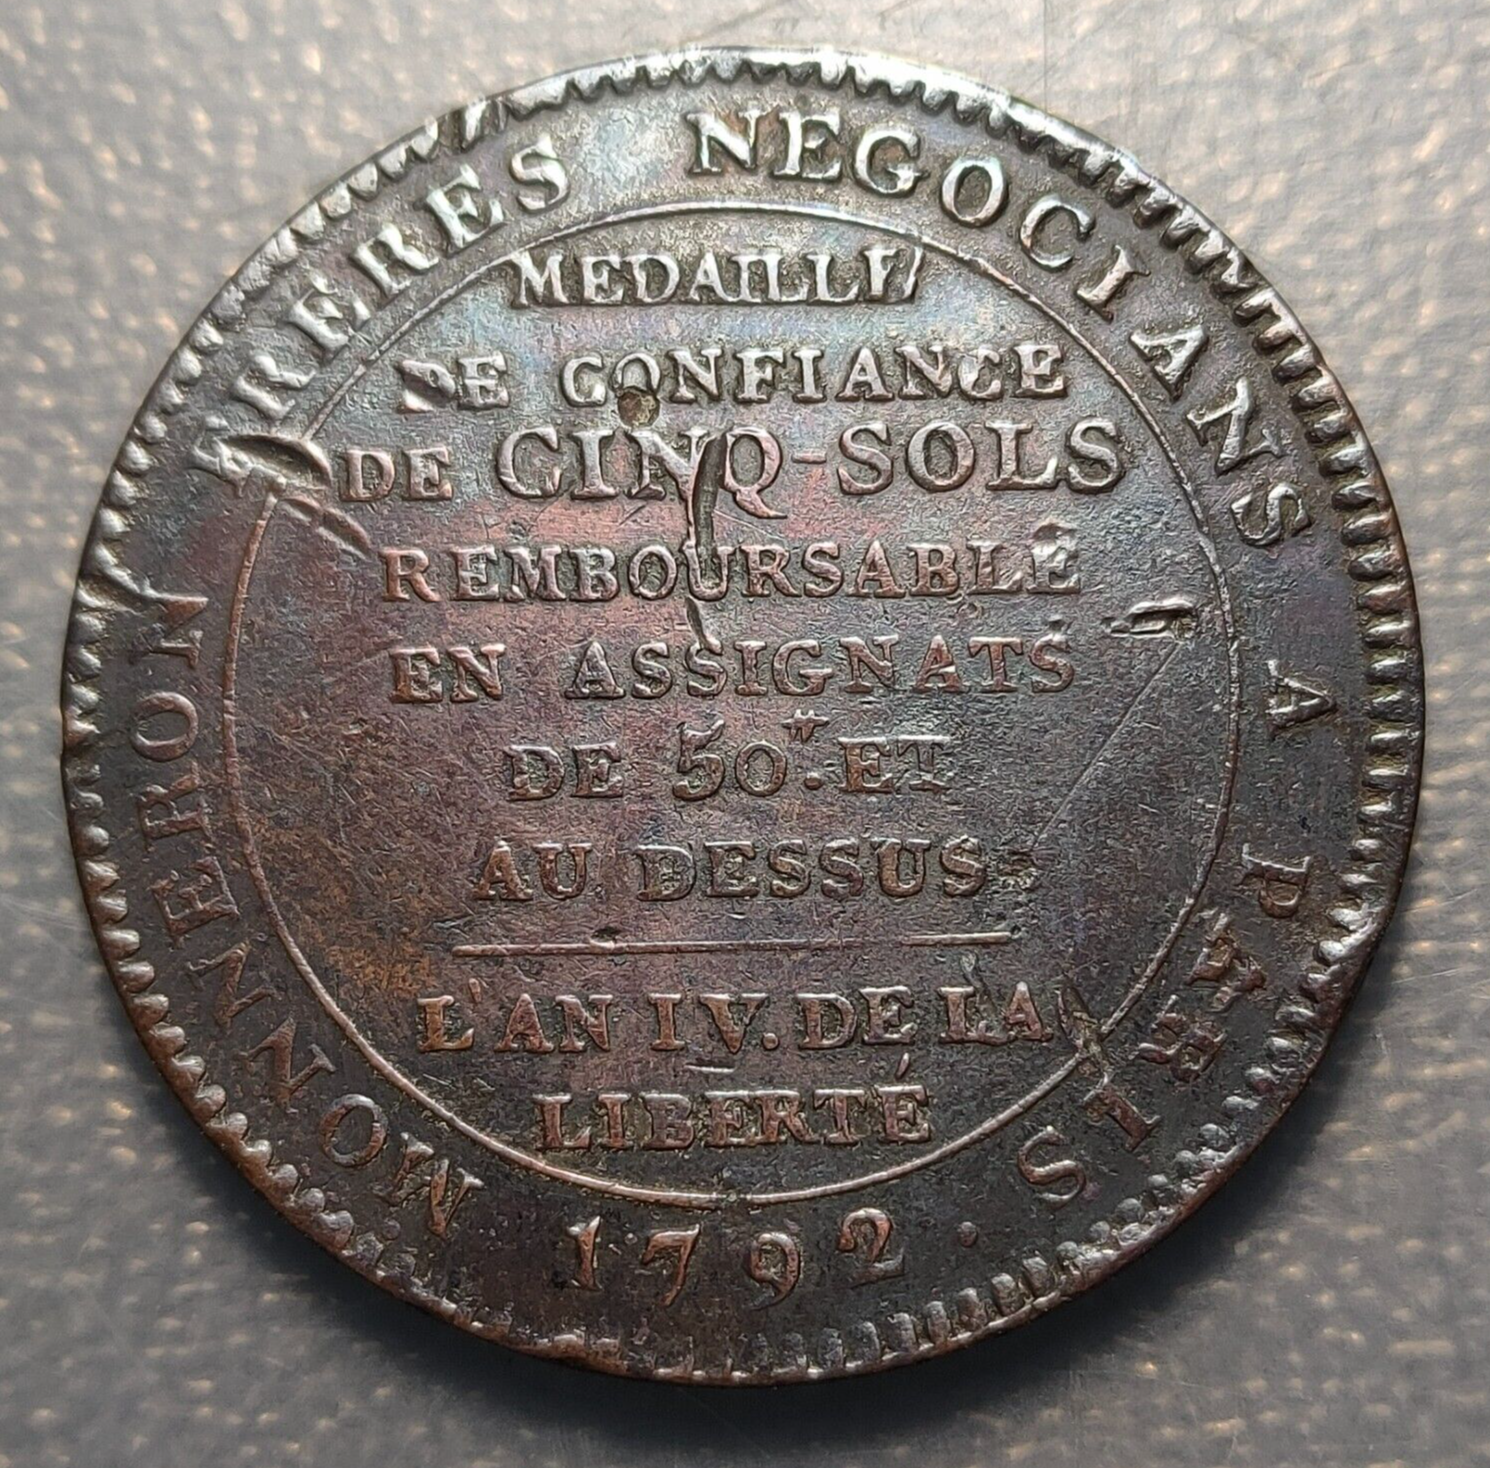 MONNERON FRERES NEGOCIANS A PARIS
1792.
MEDAILLE
DE CONFIANCE
DE CINQ-SOLS
REMBOURSABLE
EN ASSIGNATS
DE 50⁺⁺. ET
AU DESSUS.
L'AN IV. DE LA
LIBERTÉ